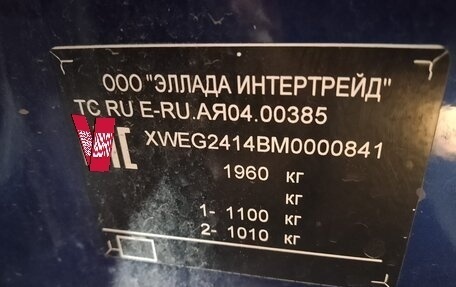 ООО "ЭЛЛАДА ИНТЕРТРЕЙД"
ТС RU E-RU.АЯ04.00385
XWEG2414BM0000841
1960 кг
кг
1- 1100 кг
2- 1010 кг